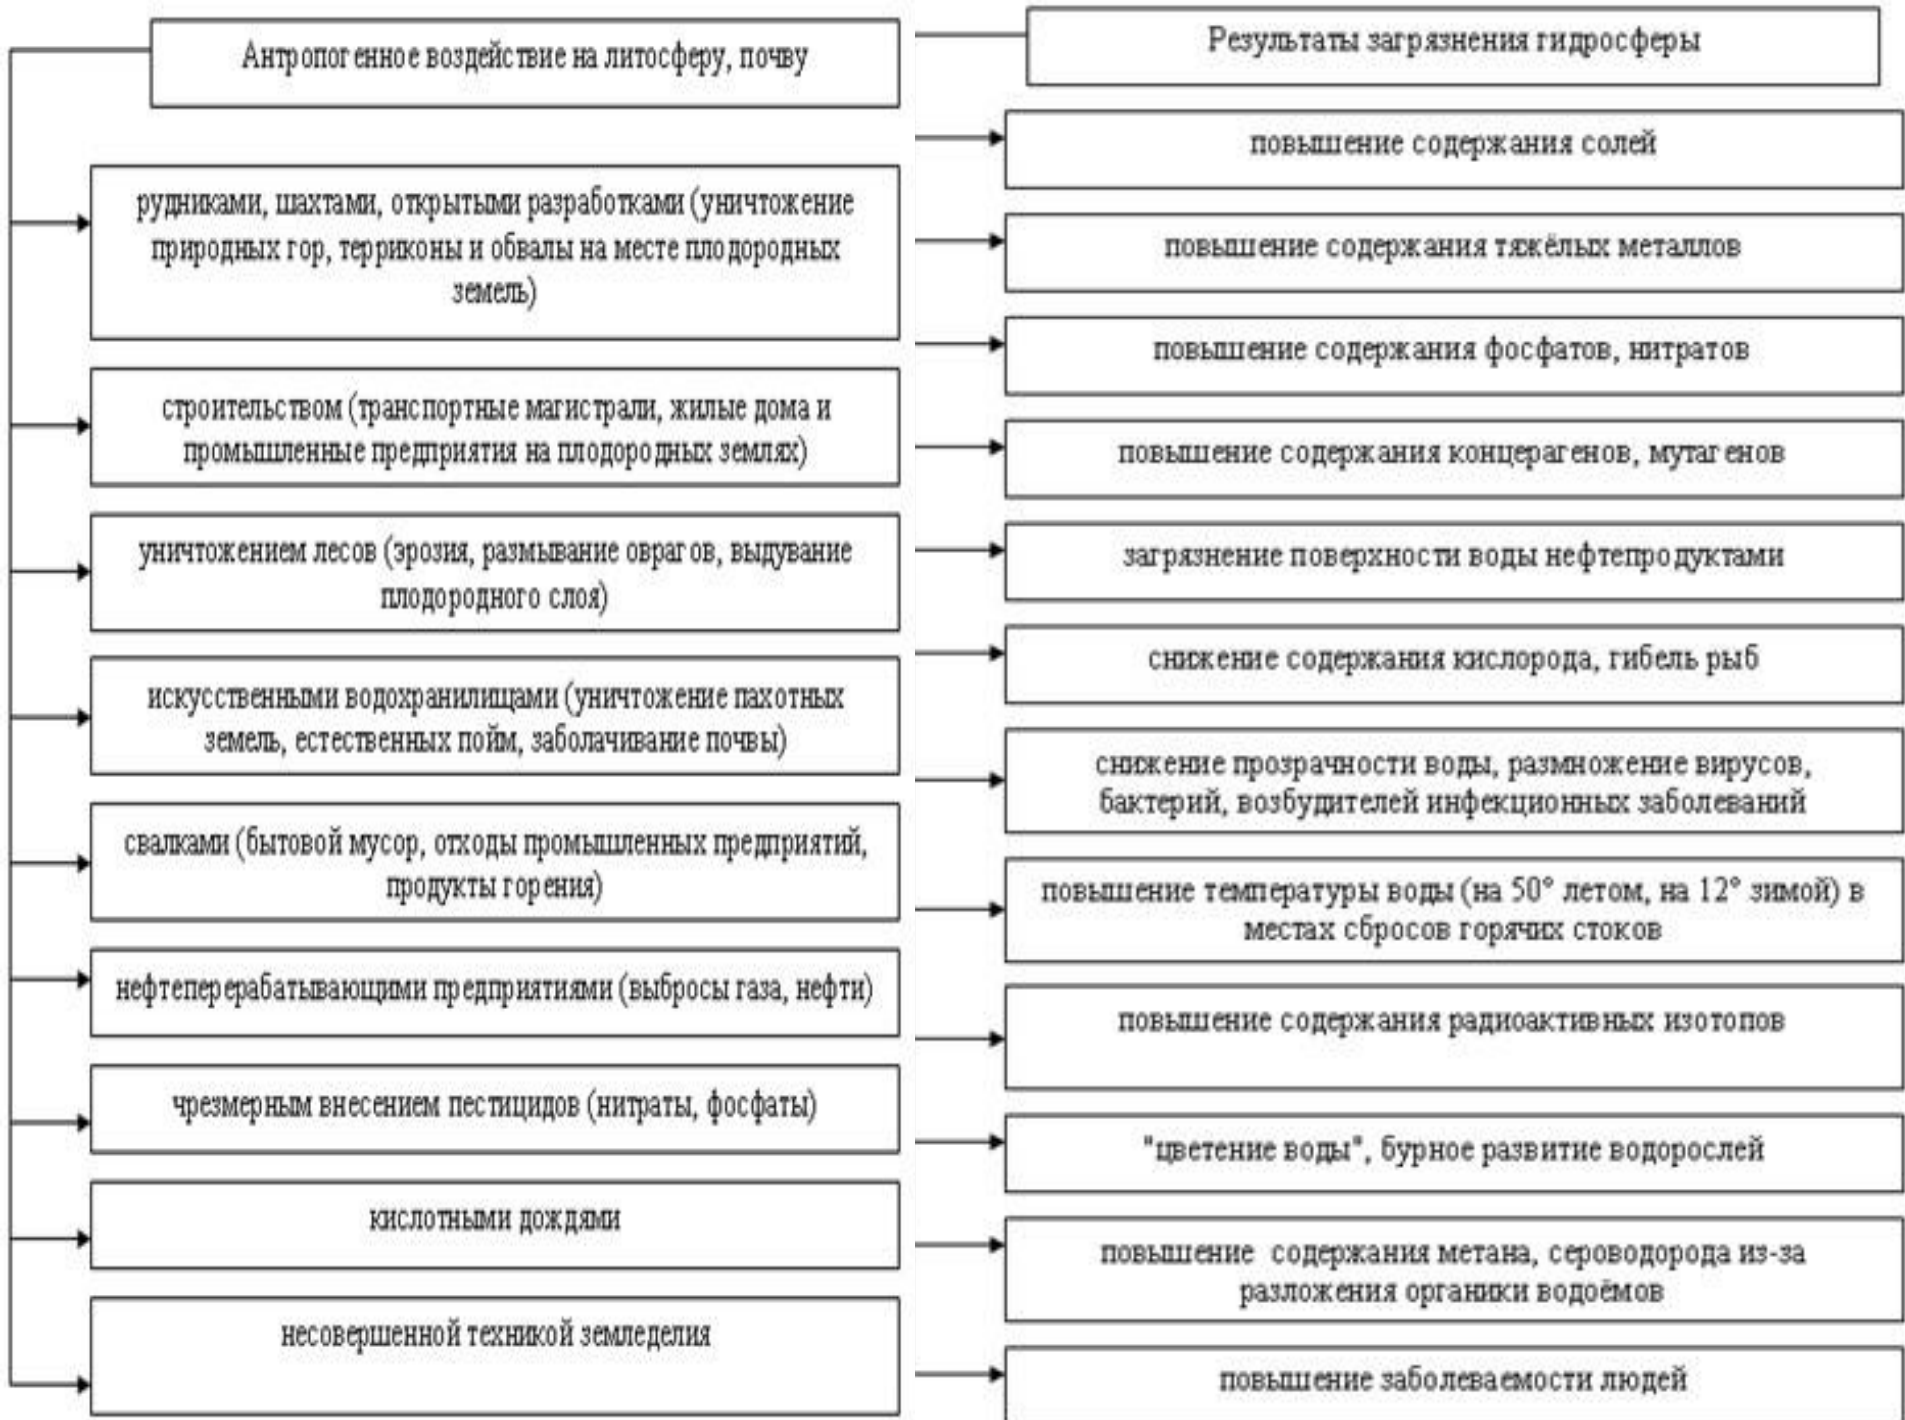 Антропогенное воздействие на литосферу, почву
рудниками, шахтами, открытыми разработками (уничтожение
природных гор, терриконы и обвалы на месте плодородных
земель)
строительством (транспортные магистрали, жилые дома и
промышленные предприятия на плодородных землях)
уничтожением лесов (эрозия, размывание оврагов, выдувание
плодородного слоя)
искусственными водохранилищами (уничтожение пахотных
земель, естественных пойм, заболачивание почвы)
свалками (бытовой мусор, отходы промышленных предприятий,
продукты горения)
нефтеперерабатывающими предприятиями (выбросы газа, нефти)
чрезмерным внесением пестицидов (нитраты, фосфаты)
кислотными дождями
несовершенной техникой земледелия
Результаты загрязнения гидросферы
повышение содержания солей
повышение содержания тяжёлых металлов
повышение содержания фосфатов, нитратов
повышение содержания концерагенов, мутагенов
загрязнение поверхности воды нефтепродуктами
снижение содержания кислорода, гибель рыб
снижение прозрачности воды, размножение вирусов,
бактерий, возбудителей инфекционных заболеваний
повышение температуры воды (на 50° летом, на 12° зимой) в
местах сбросов горячих стоков
повышение содержания радиоактивных изотопов
"цветение воды", бурное развитие водорослей
повышение содержания метана, сероводорода из-за
разложения органики водоёмов
повышение заболеваемости людей